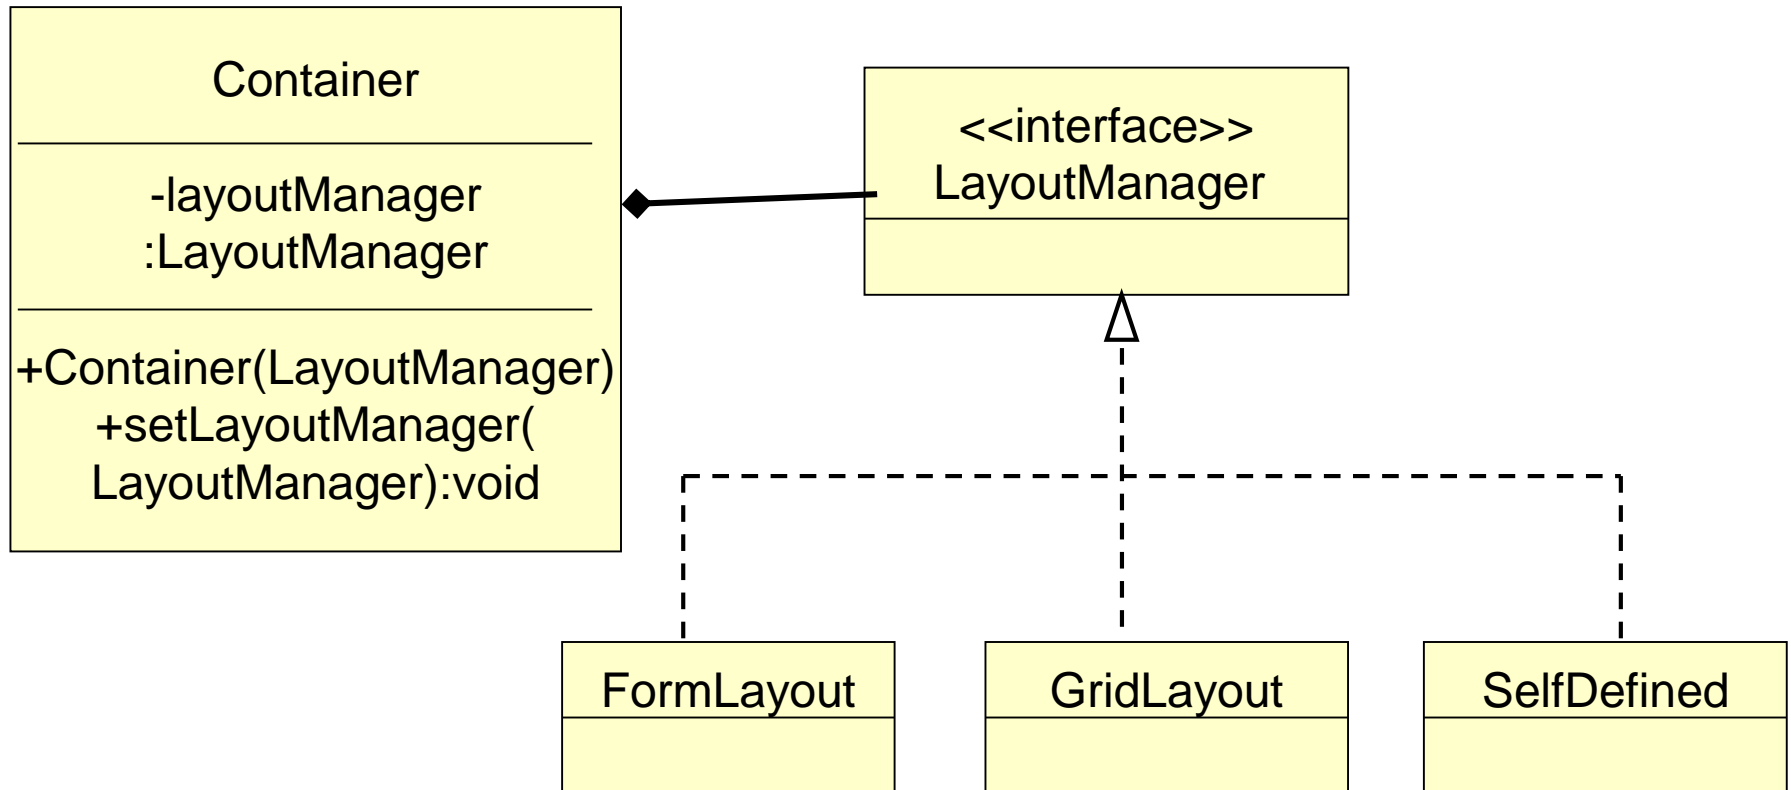 Container
-layoutManager
:LayoutManager
+Container(LayoutManager)
+setLayoutManager(
LayoutManager):void
<<interface>>
LayoutManager
FormLayout
GridLayout
SelfDefined